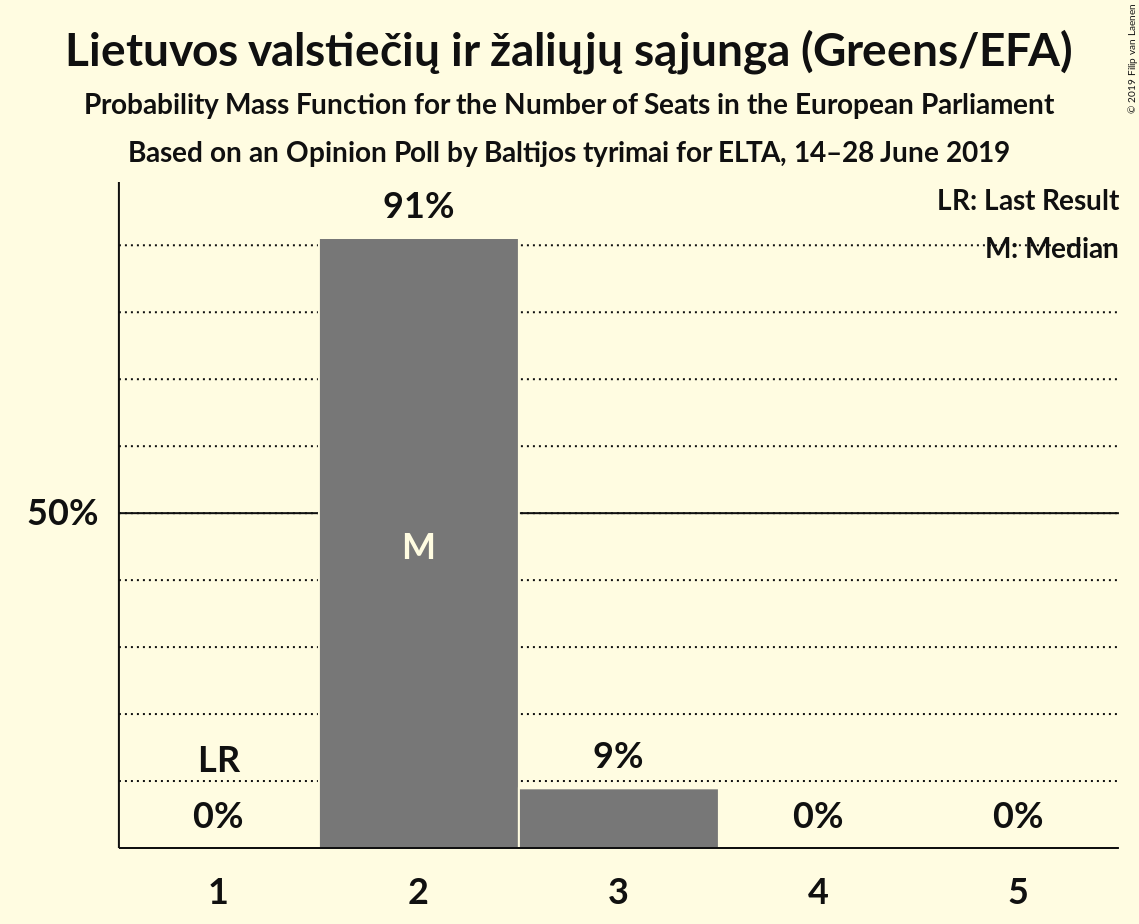 Lietuvos valstiečių ir žaliųjų sąjunga (Greens/EFA)
Probability Mass Function for the Number of Seats in the European Parliament
Based on an Opinion Poll by Baltijos tyrimai for ELTA, 14–28 June 2019
© 2019 Filip van Laenen
LR: Last Result
M: Median
91%
50%
M
LR
9%
0%
0%
0%
1
2
3
4
5